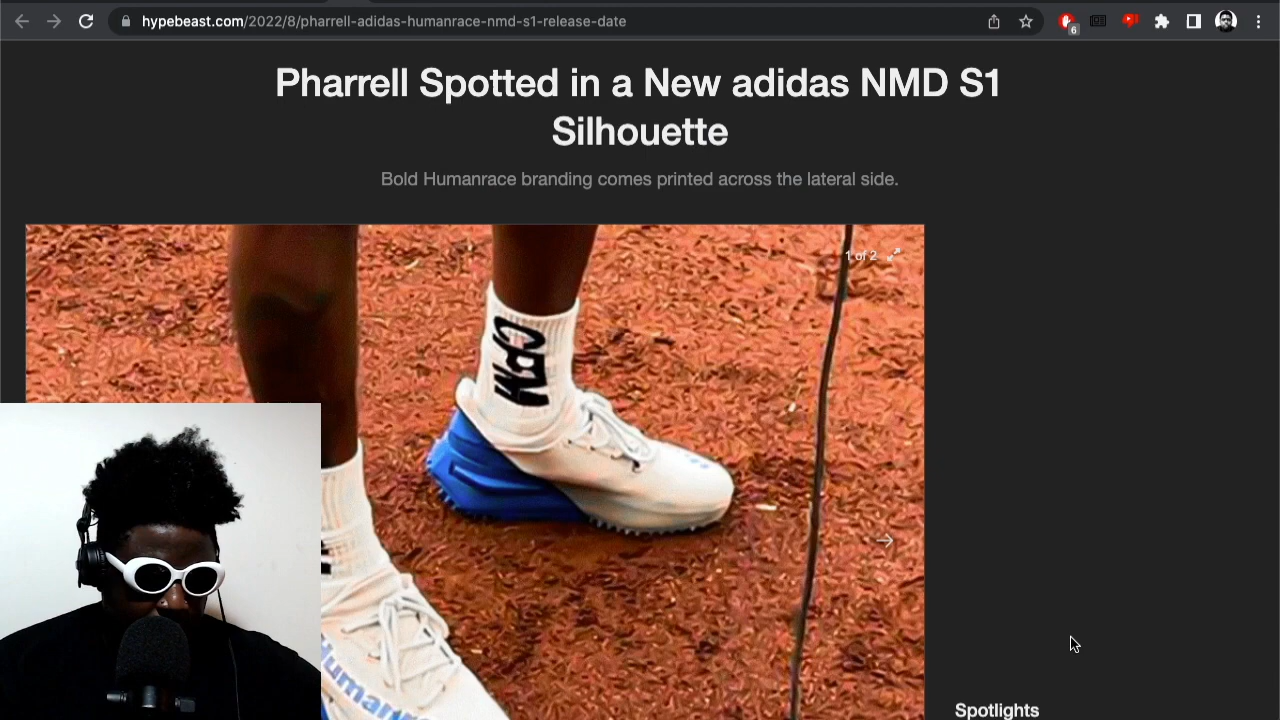 hypebeast.com/2022/8/pharrell-adidas-humanrace-nmd-s1-release-date
6
Pharrell Spotted in a New adidas NMD S1
Silhouette
Bold Humanrace branding comes printed across the lateral side.
1 of 2
Spotlights